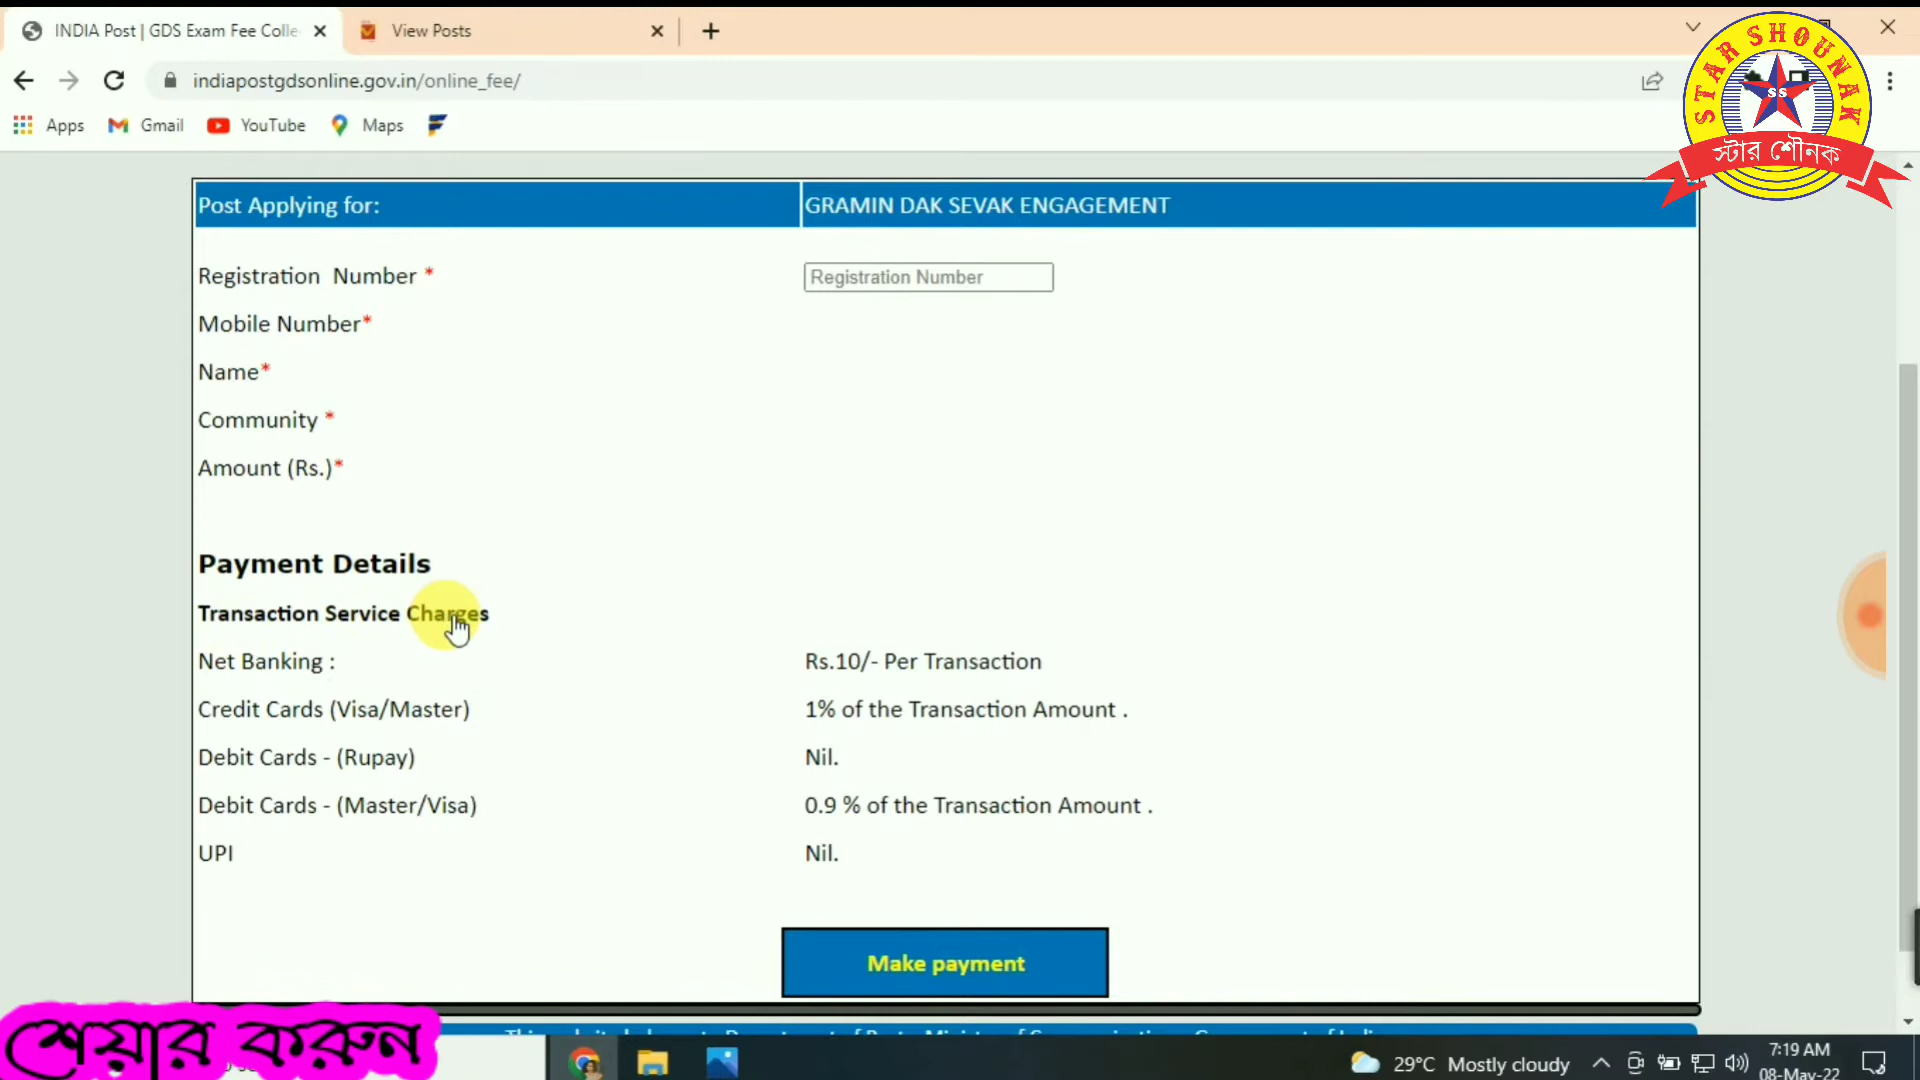 INDIA Post | GDS Exam Fee Colle
View Posts
indiapostgdsonline.gov.in/online_fee/
Apps Gmail YouTube Maps
STAR SHOUNAK
SS
স্টার শৌনক
Post Applying for: GRAMIN DAK SEVAK ENGAGEMENT
Registration Number * Registration Number
Mobile Number*
Name*
Community *
Amount (Rs.)*
Payment Details
Transaction Service Charges
Net Banking : Rs.10/- Per Transaction
Credit Cards (Visa/Master) 1% of the Transaction Amount .
Debit Cards - (Rupay) Nil.
Debit Cards - (Master/Visa) 0.9 % of the Transaction Amount .
UPI Nil.
Make payment
শেয়ার করুন
29°C Mostly cloudy
7:19 AM
08-May-22